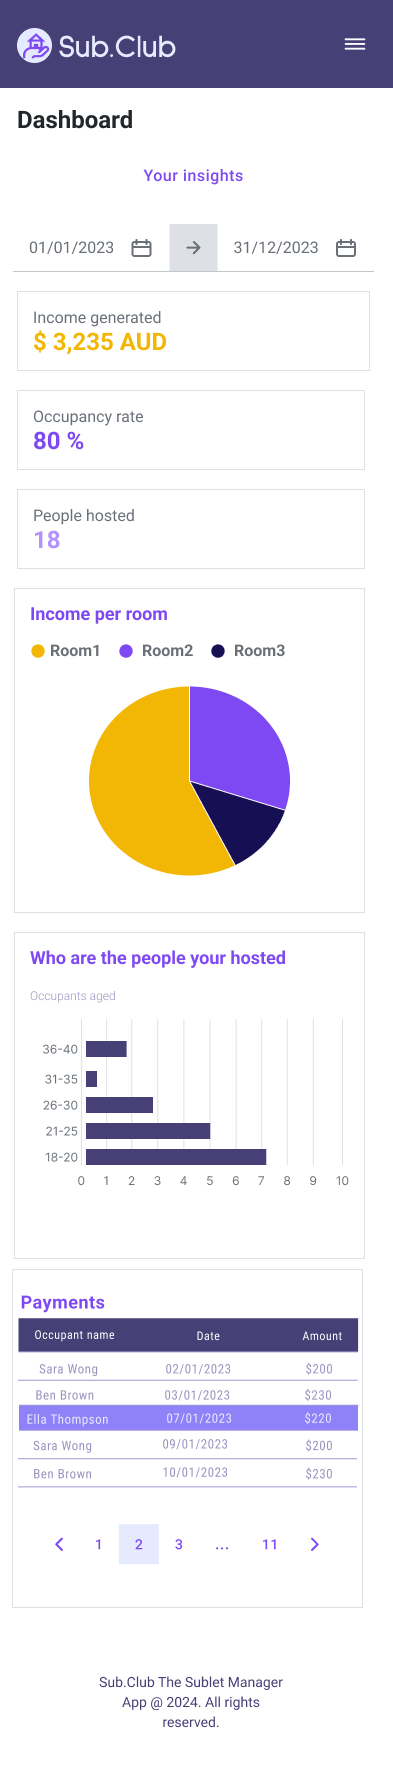 Sub.Club
Dashboard
Your insights
01/01/2023 31/12/2023
Income generated
$ 3,235 AUD
Occupancy rate
80 %
People hosted
18
Income per room
Room1 Room2 Room3
Who are the people your hosted
Occupants aged
36-40
31-35
26-30
21-25
18-20
0 1 2 3 4 5 6 7 8 9 10
Payments
Occupant name Date Amount
Sara Wong 02/01/2023 $200
Ben Brown 03/01/2023 $230
Ella Thompson 07/01/2023 $220
Sara Wong 09/01/2023 $200
Ben Brown 10/01/2023 $230
1 2 3 ... 11
Sub.Club The Sublet Manager
App @ 2024. All rights
reserved.